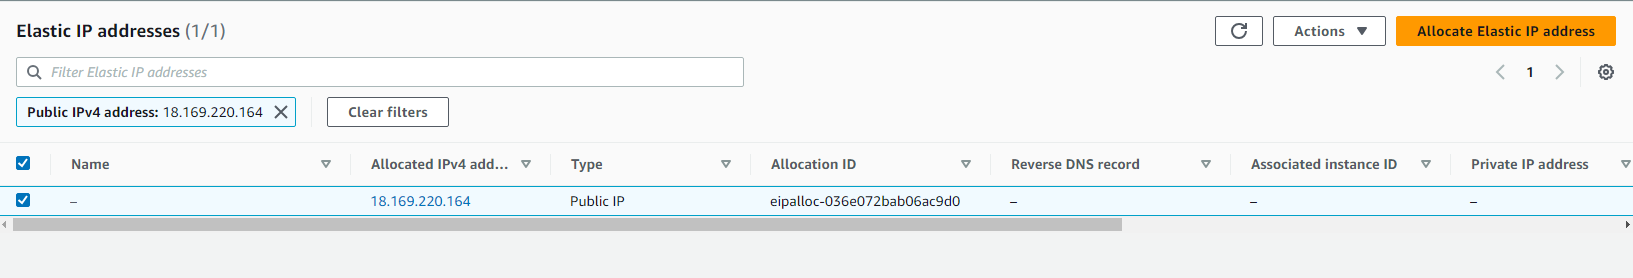 Elastic IP addresses (1/1)
Actions
Allocate Elastic IP address
Filter Elastic IP addresses
1
Public IPv4 address: 18.169.220.164
Clear filters
Name Allocated IPv4 add... Type Allocation ID Reverse DNS record Associated instance ID Private IP address
– 18.169.220.164 Public IP eipalloc-036e072bab06ac9d0 – – –